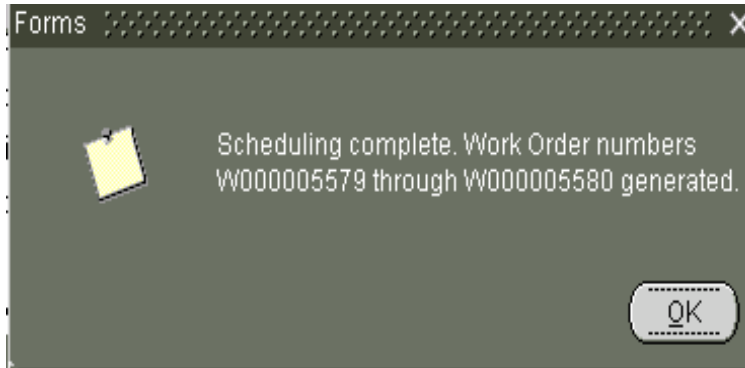 Forms
Scheduling complete. Work Order numbers
W000005579 through W000005580 generated.
OK